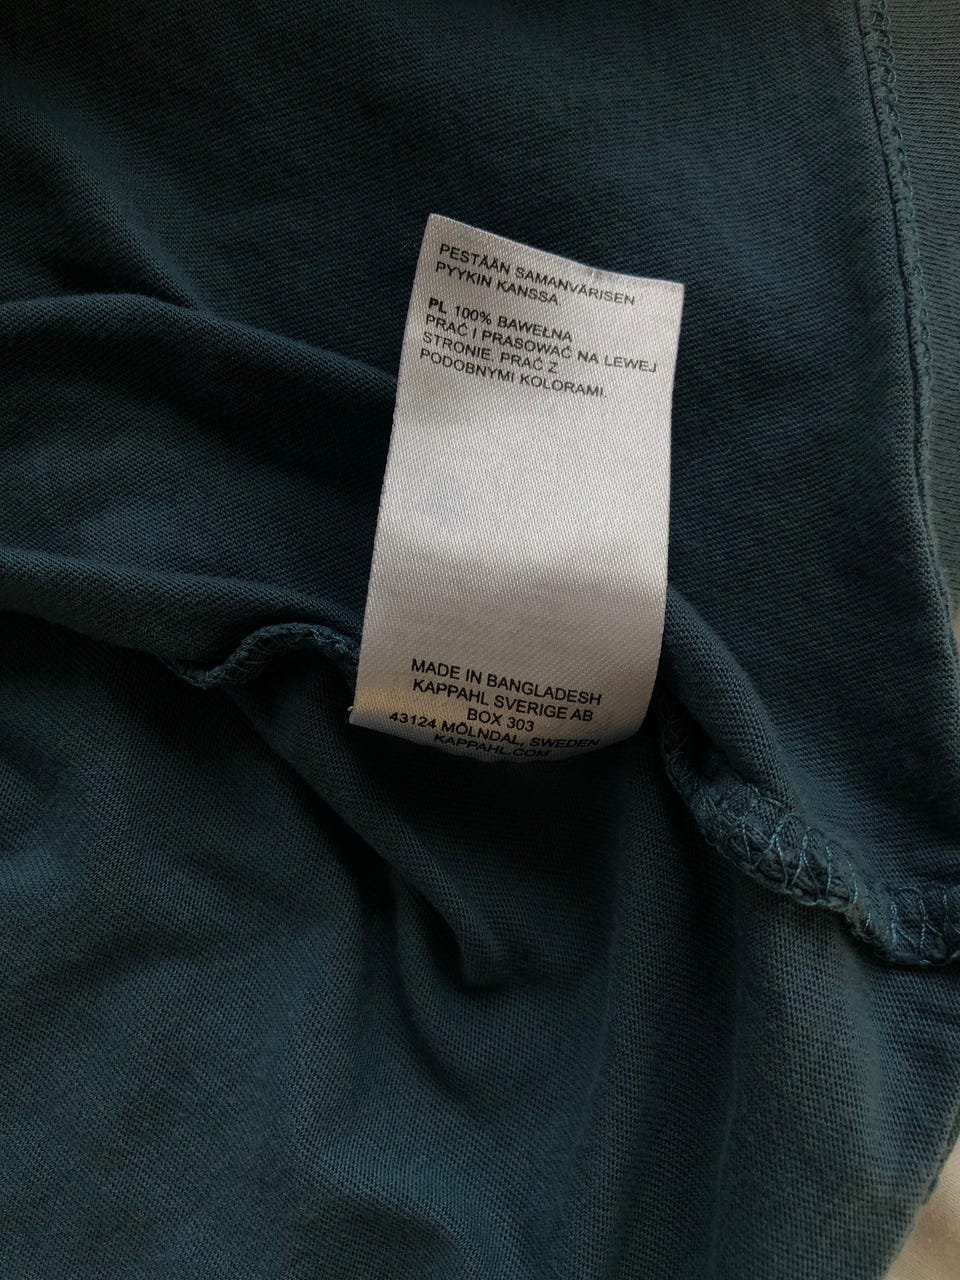 PESTÄÄN SAMANVÄRISEN
PYYKIN KANSSA
PL 100% BAWEŁNA
PRAĆ I PRASOWAĆ NA LEWEJ
STRONIE. PRAĆ Z
PODOBNYMI KOLORAMI.
MADE IN BANGLADESH
KAPPAHL SVERIGE AB
BOX 303
43124 MÖLNDAL, SWEDEN
KAPPAHL.COM